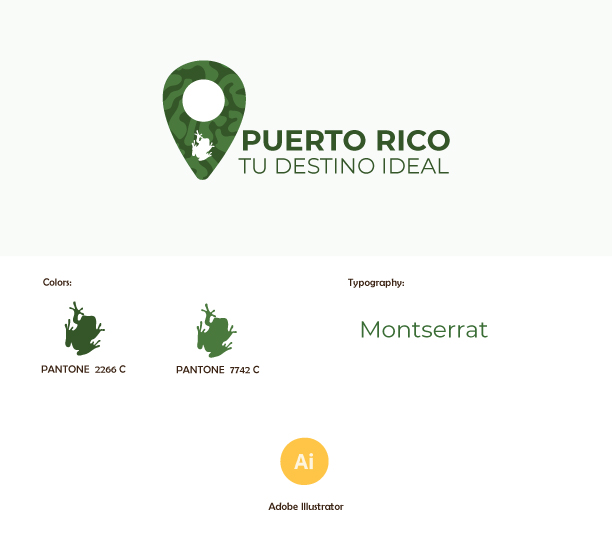 PUERTO RICO
TU DESTINO IDEAL
Colors:
Typography:
Montserrat
PANTONE 2266 C
PANTONE 7742 C
Ai
Adobe Illustrator